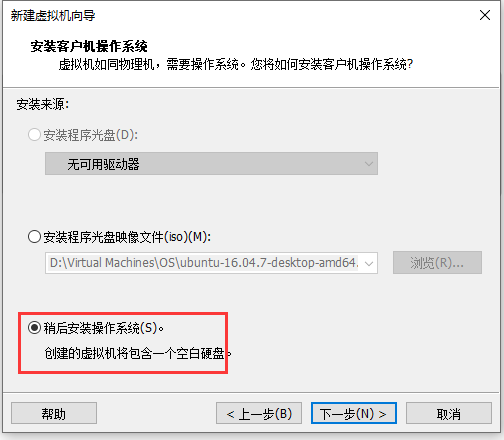 新建虚拟机向导
安装客户机操作系统
虚拟机如同物理机，需要操作系统。您将如何安装客户机操作系统?
安装来源:
安装程序光盘(D):
无可用驱动器
安装程序光盘映像文件(iso)(M):
D:\Virtual Machines\OS\ubuntu-16.04.7-desktop-amd64.
浏览(R)...
稍后安装操作系统(S)。
创建的虚拟机将包含一个空白硬盘。
帮助
< 上一步(B)
下一步(N) >
取消